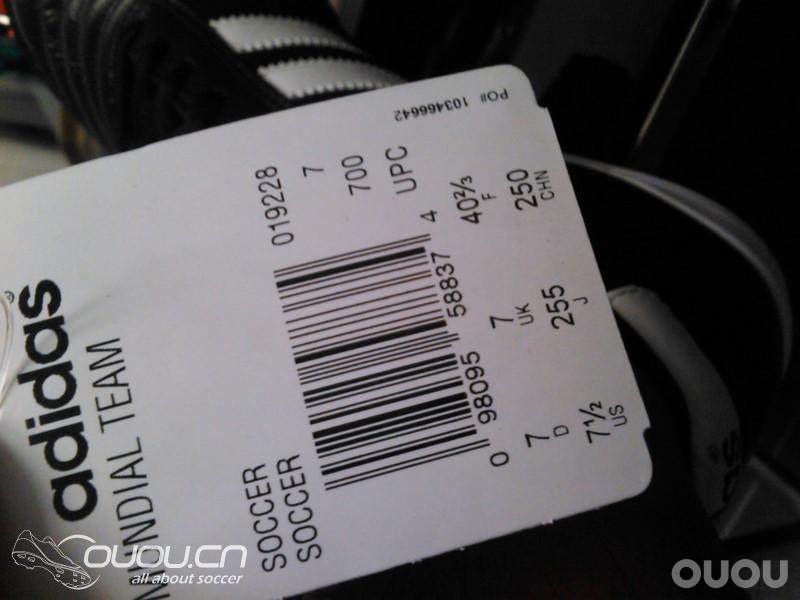 adidas
MUNDIAL TEAM
SOCCER
SOCCER
019228
7
700
UPC
0 98095 58837 4
7 D
7 UK
40⅔ F
7½ US
255 J
250 CHN
PO# 103466642
OUOU.CN
all about soccer
OUOU